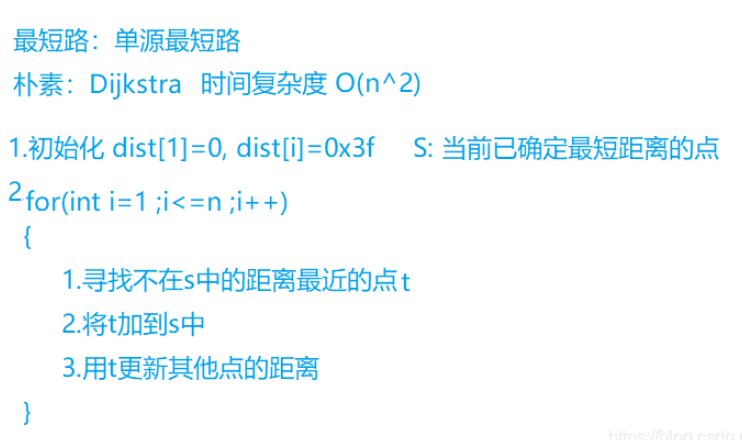 最短路：单源最短路
朴素：Dijkstra 时间复杂度 O(n^2)
1.初始化 dist[1]=0, dist[i]=0x3f S: 当前已确定最短距离的点
2.for(int i=1 ;i<=n ;i++)
{
1.寻找不在s中的距离最近的点t
2.将t加到s中
3.用t更新其他点的距离
}
https://blog.csdn.